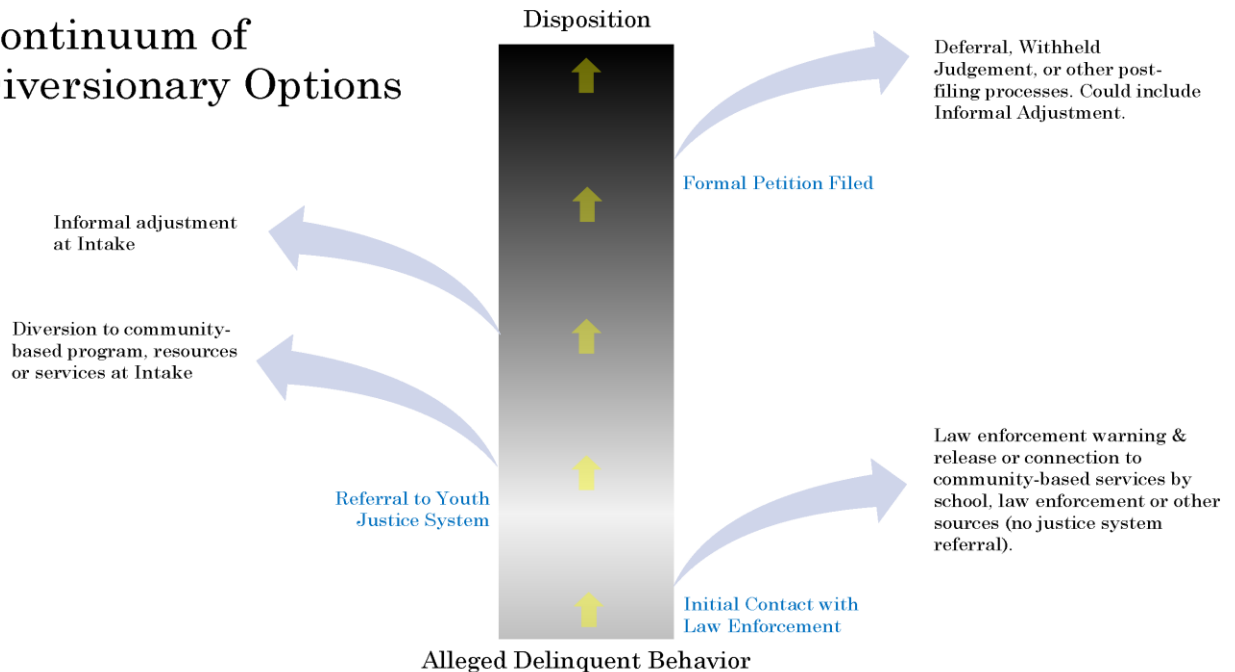 ontinuum of
iversionary Options
Disposition
Deferral, Withheld
Judgement, or other post-
filing processes. Could include
Informal Adjustment.
Formal Petition Filed
Informal adjustment
at Intake
Diversion to community-
based program, resources
or services at Intake
Referral to Youth
Justice System
Law enforcement warning &
release or connection to
community-based services by
school, law enforcement or other
sources (no justice system
referral).
Initial Contact with
Law Enforcement
Alleged Delinquent Behavior